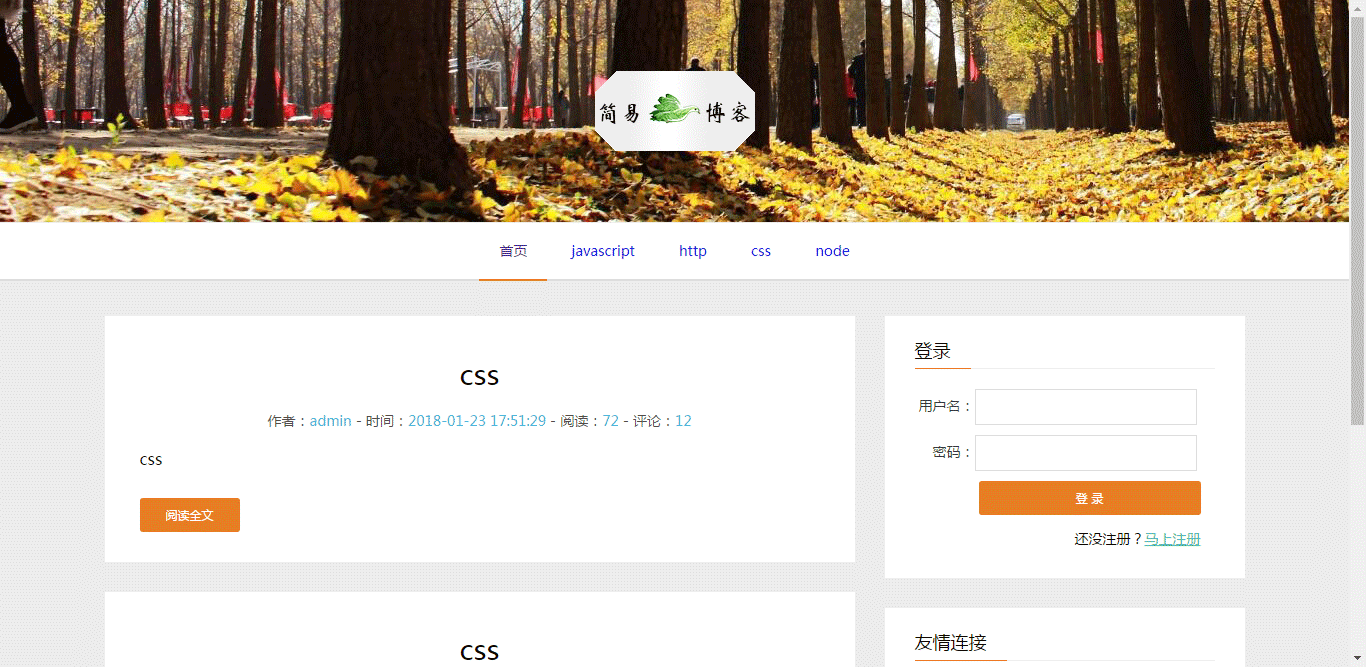 简易 博客
首页 javascript http css node
css
作者：admin - 时间：2018-01-23 17:51:29 - 阅读：72 - 评论：12
css
阅读全文
css
登录
用户名：
密码：
登 录
还没注册？马上注册
友情连接